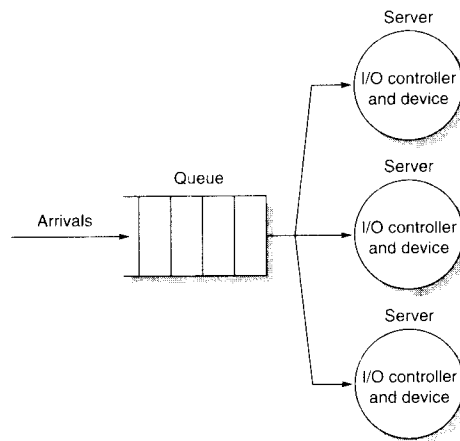 Server
I/O controller
and device
Queue
Arrivals
Server
I/O controller
and device
Server
I/O controller
and device